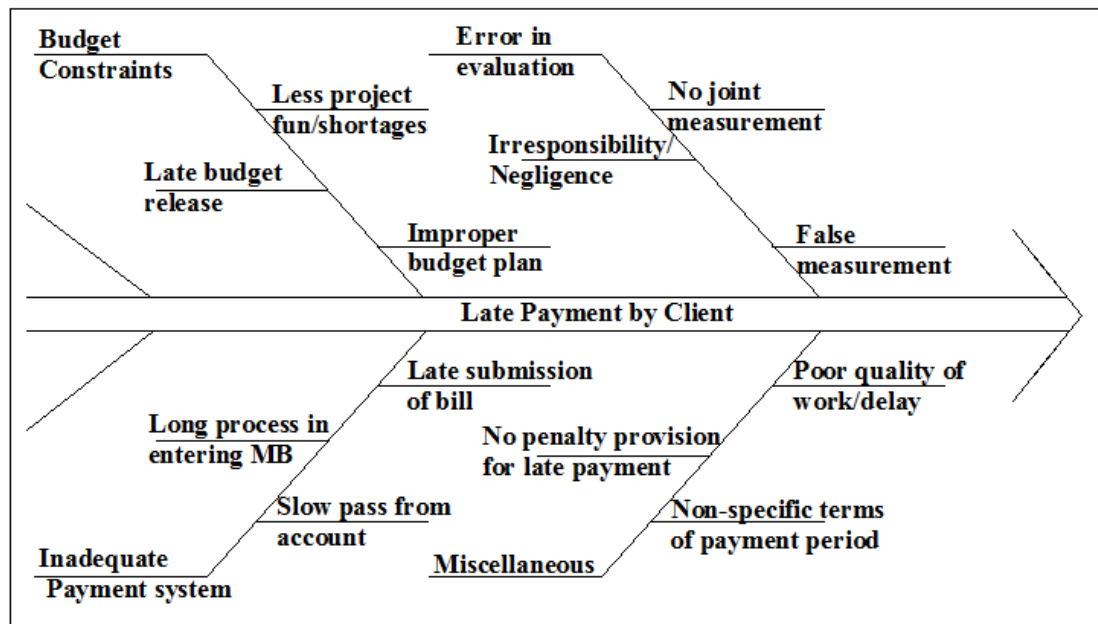 Budget
Constraints
Less project
fun/shortages
Late budget
release
Improper
budget plan
Error in
evaluation
No joint
measurement
Irresponsibility/
Negligence
False
measurement
Late Payment by Client
Late submission
of bill
Long process in
entering MB
Slow pass from
account
Inadequate
Payment system
Poor quality of
work/delay
No penalty provision
for late payment
Non-specific terms
of payment period
Miscellaneous